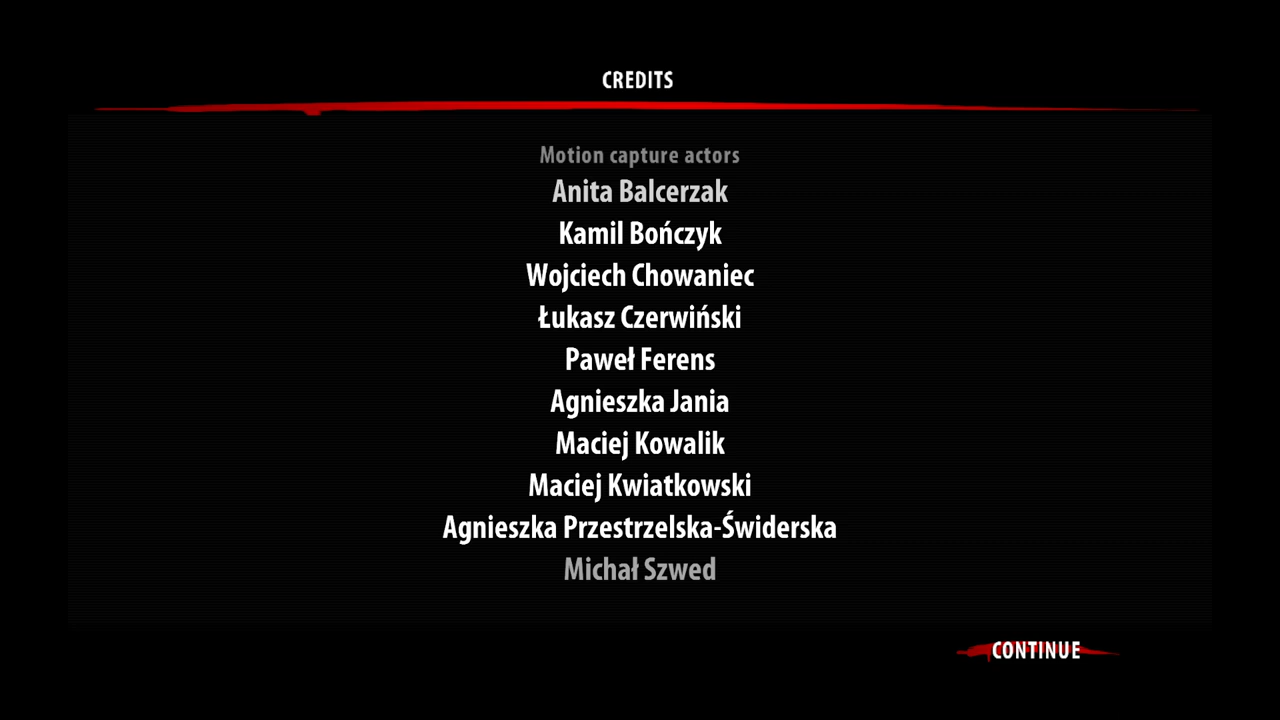 CREDITS
Motion capture actors
Anita Balcerzak
Kamil Bończyk
Wojciech Chowaniec
Łukasz Czerwiński
Paweł Ferens
Agnieszka Jania
Maciej Kowalik
Maciej Kwiatkowski
Agnieszka Przestrzelska-Świderska
Michał Szwed
CONTINUE